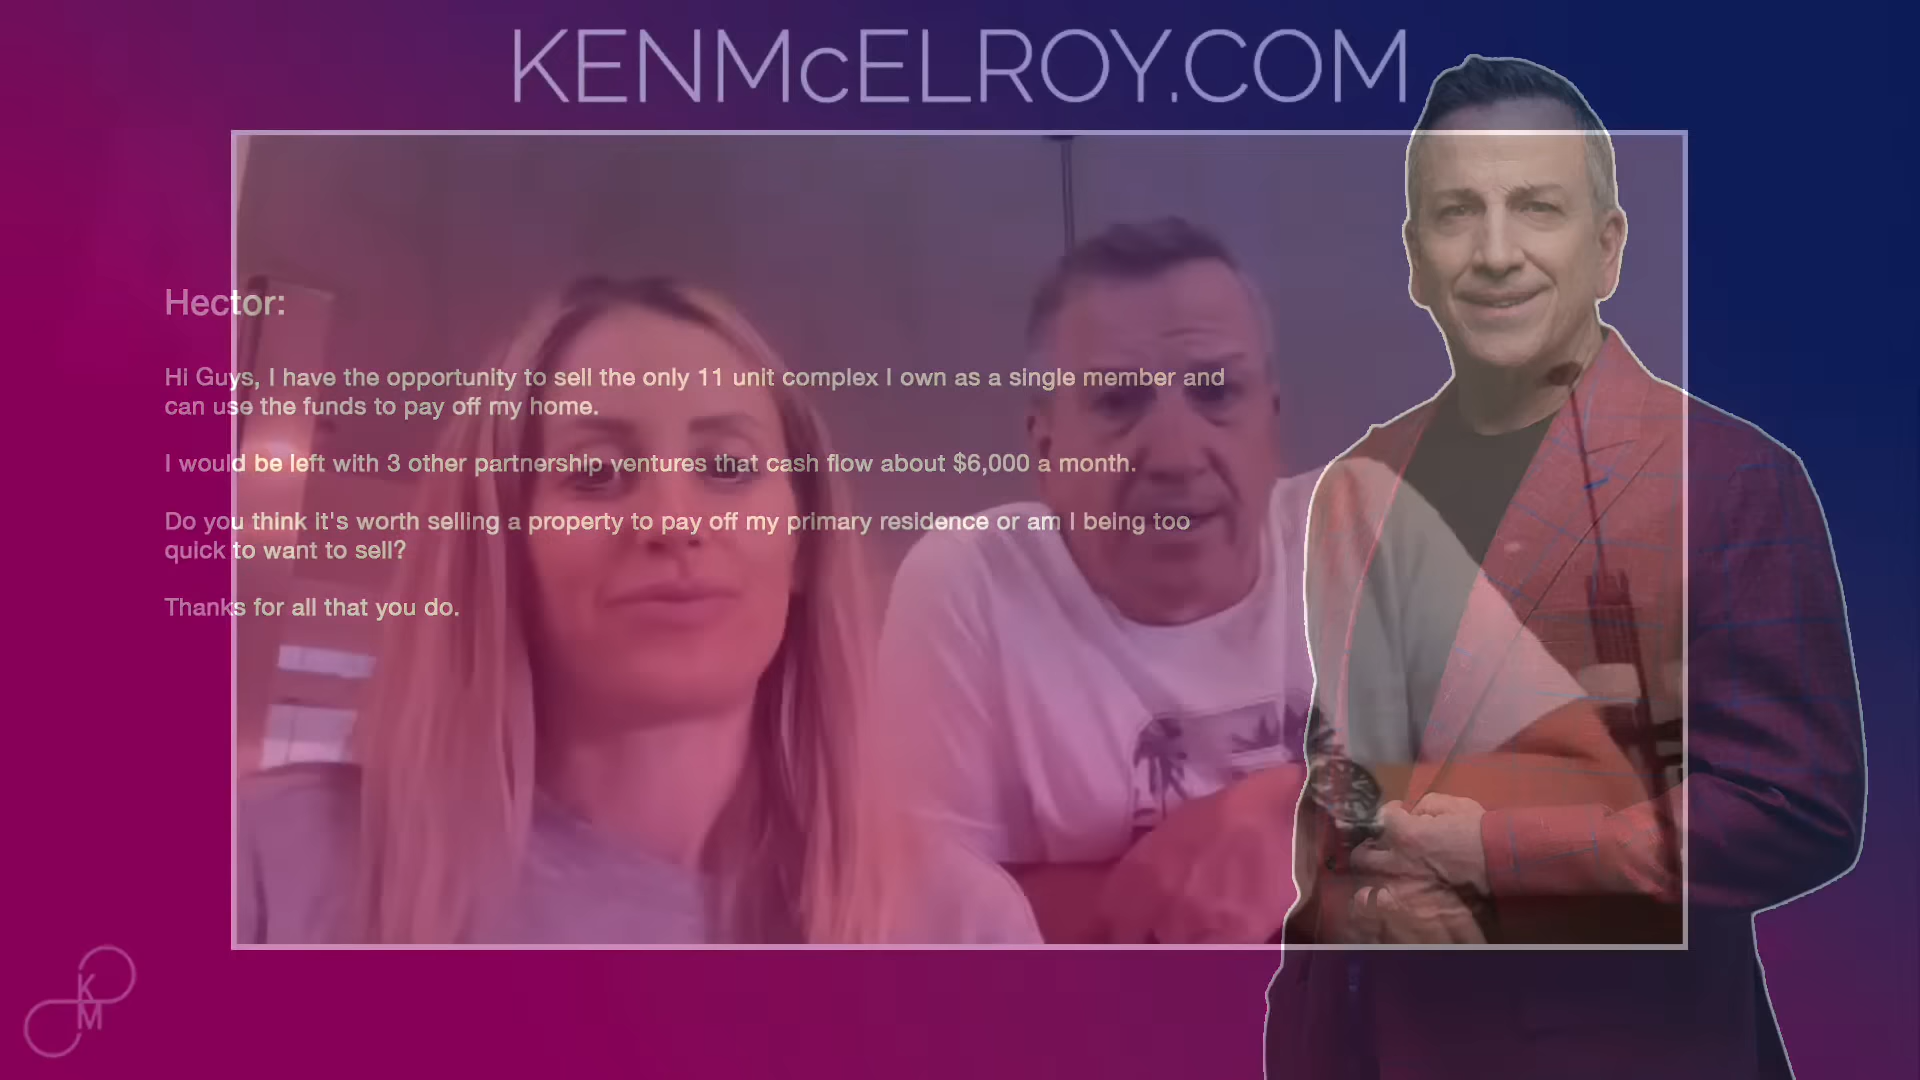 KENMcELROY.COM
Hector:
Hi Guys, I have the opportunity to sell the only 11 unit complex I own as a single member and
can use the funds to pay off my home.
I would be left with 3 other partnership ventures that cash flow about $6,000 a month.
Do you think it's worth selling a property to pay off my primary residence or am I being too
quick to want to sell?
Thanks for all that you do.
K
M